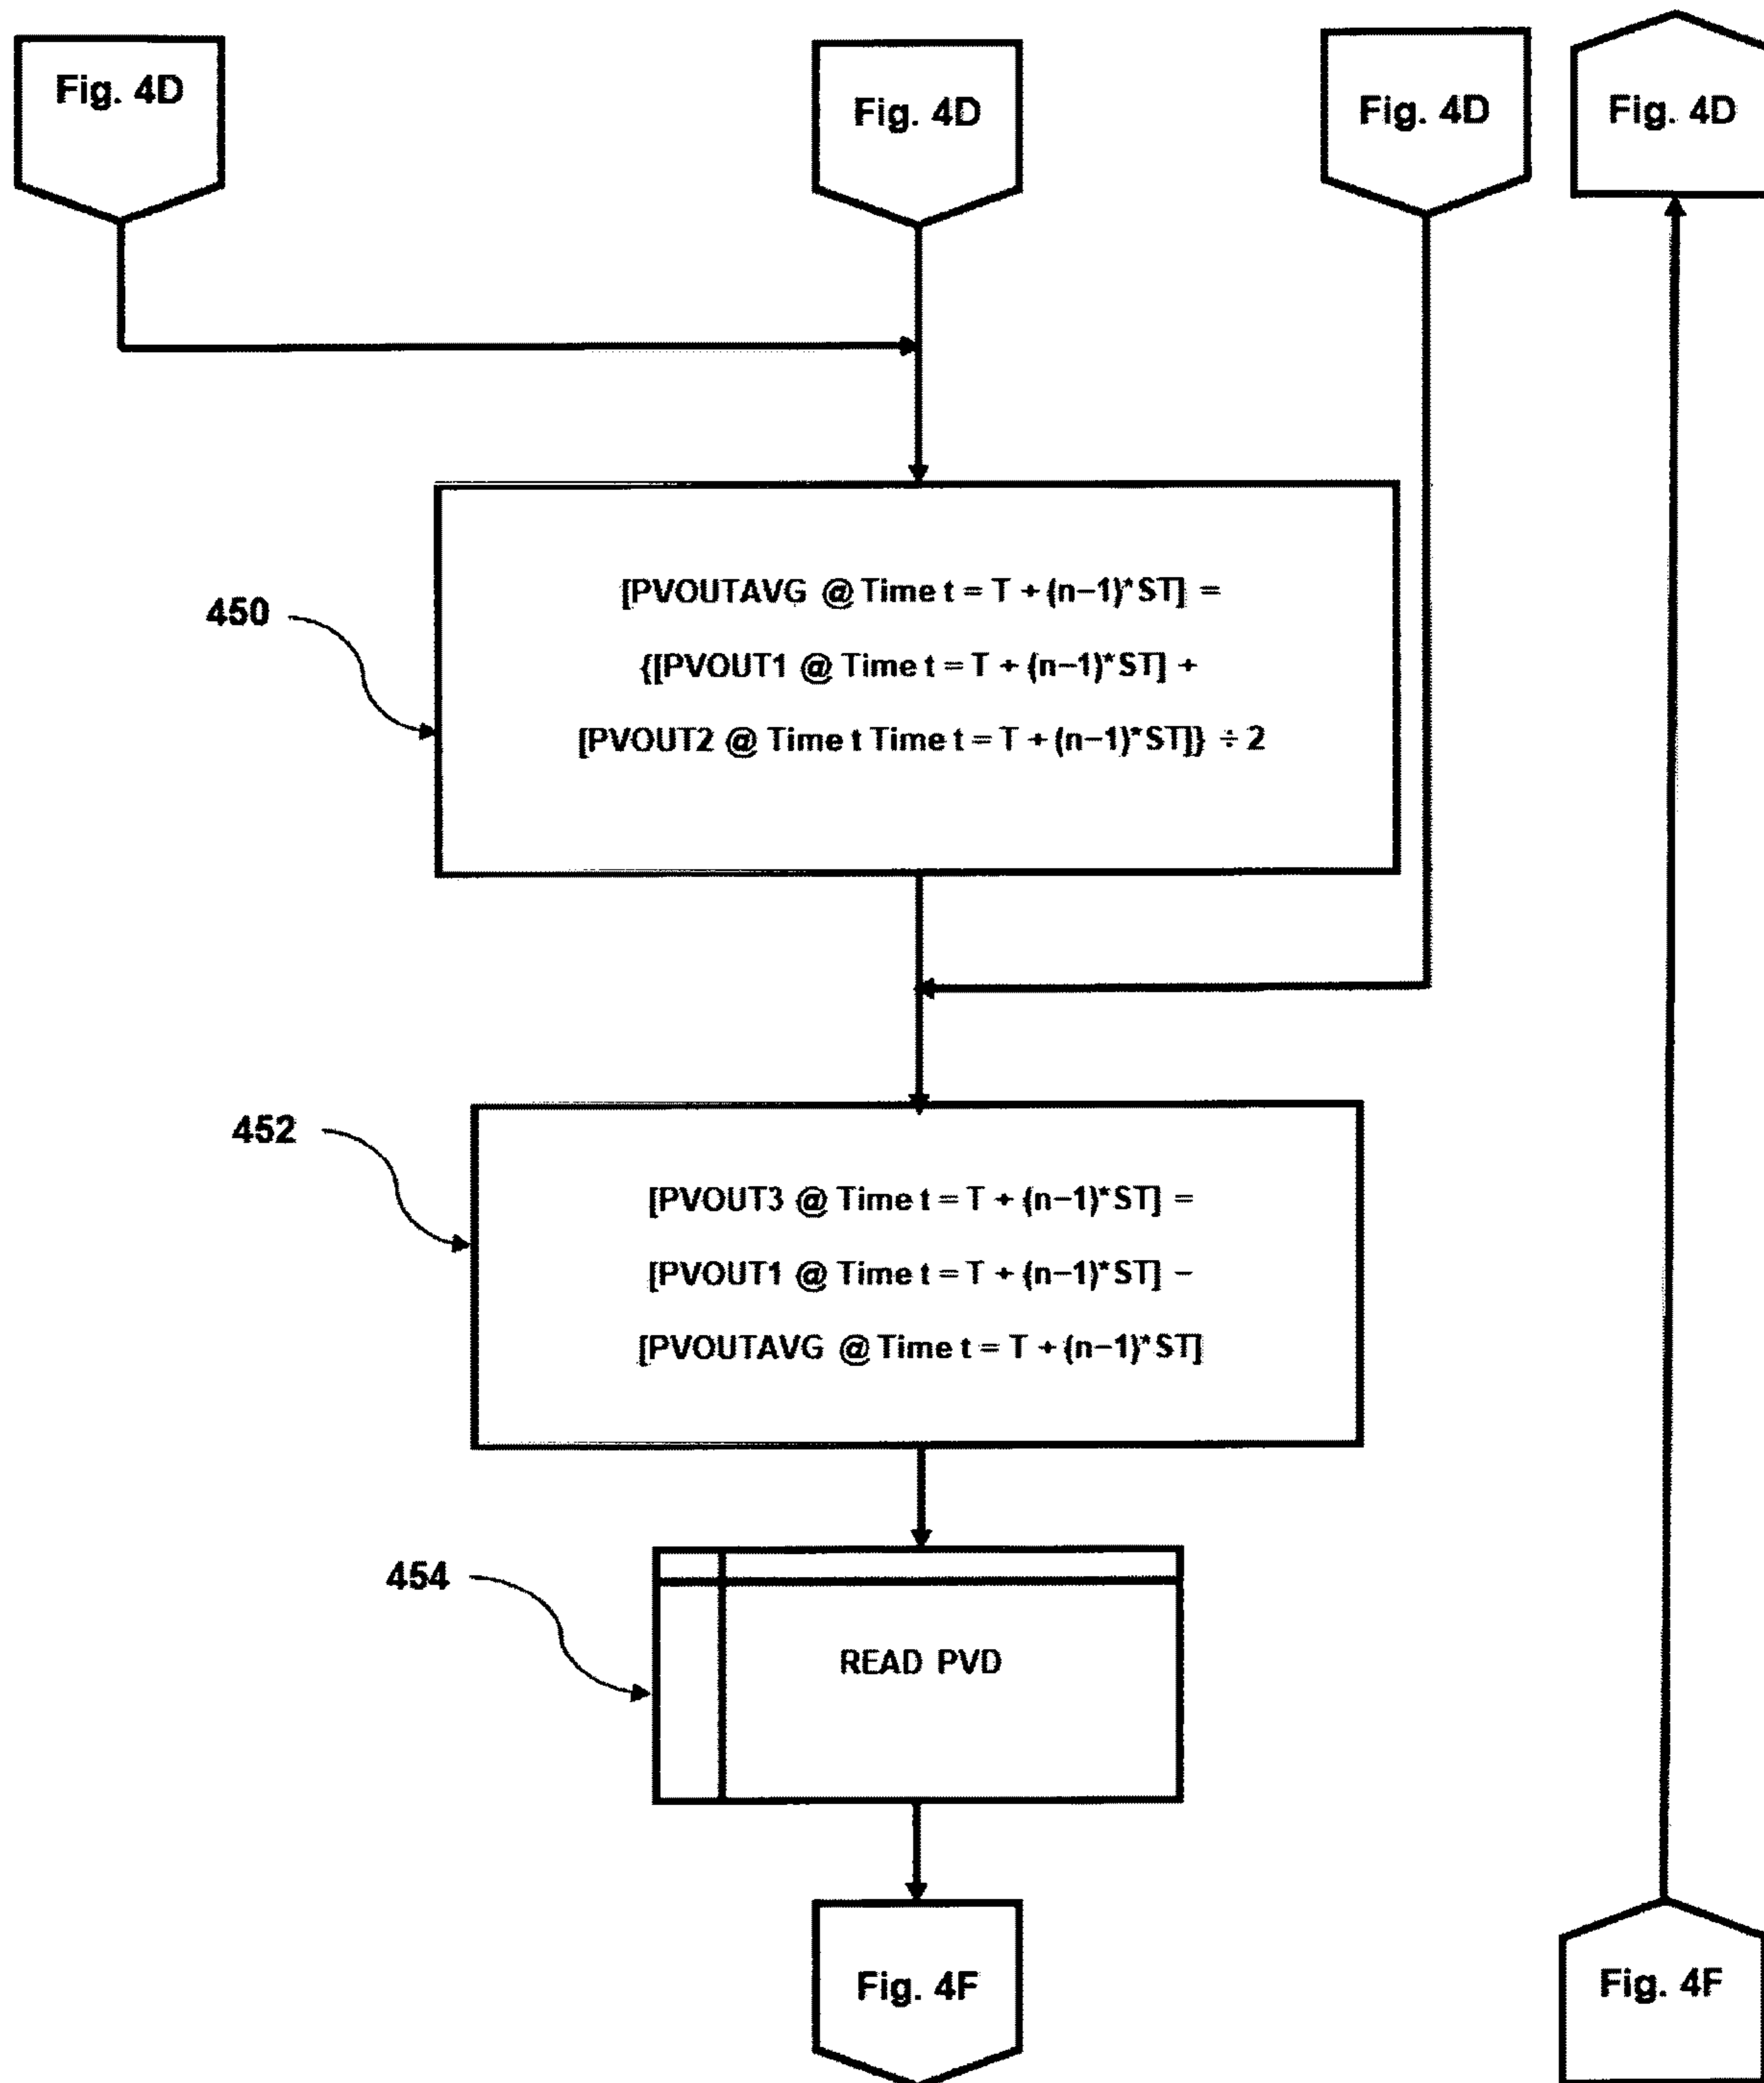 Fig. 4D
Fig. 4D
Fig. 4D
Fig. 4D
450
[PVOUTAVG @ Time t = T + (n−1)*ST] =
{[PVOUT1 @ Time t = T + (n−1)*ST] +
[PVOUT2 @ Time t Time t = T + (n−1)*ST]} ÷ 2
452
[PVOUT3 @ Time t = T + (n−1)*ST] =
[PVOUT1 @ Time t = T + (n−1)*ST] −
[PVOUTAVG @ Time t = T + (n−1)*ST]
454
READ PVD
Fig. 4F
Fig. 4F